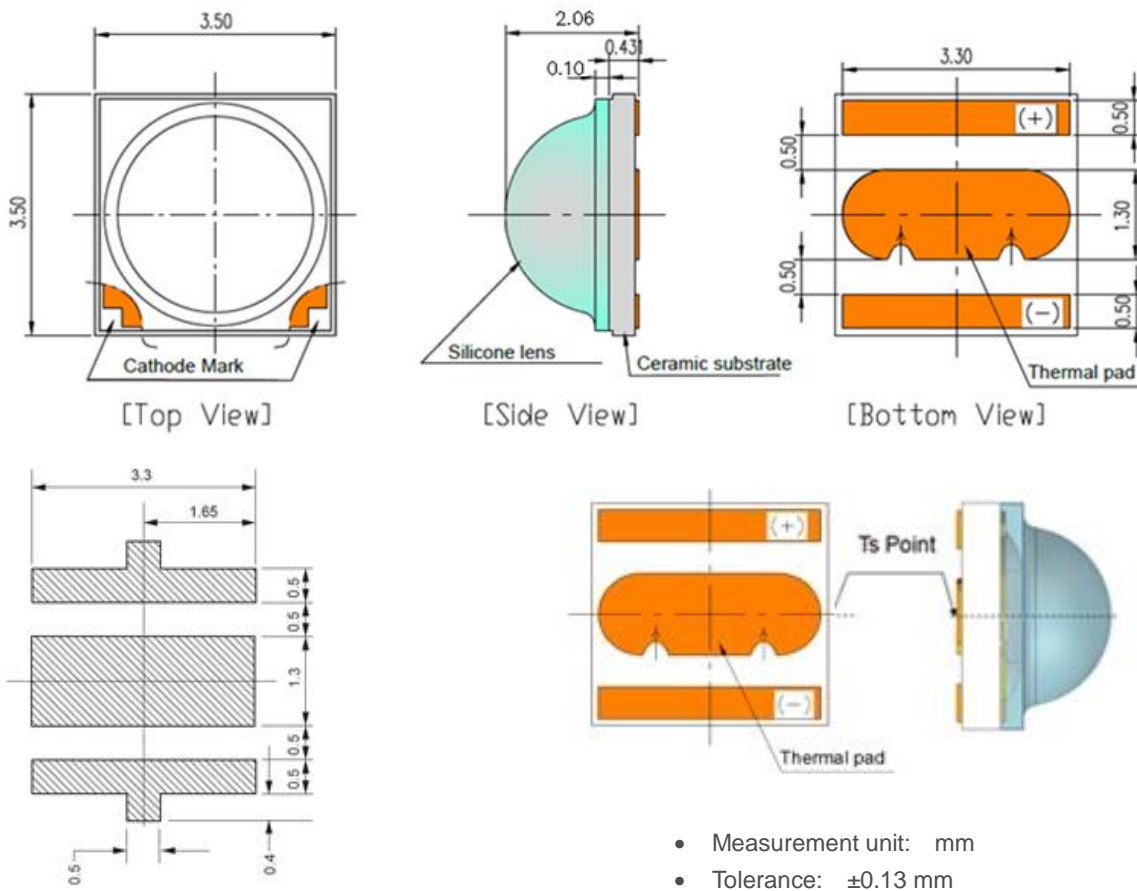 3.50
3.50
Cathode Mark
[Top View]
2.06
0.431
0.10
Silicone lens
Ceramic substrate
[Side View]
3.30
(+)
0.50
0.50
1.30
0.50
(-)
0.50
Thermal pad
[Bottom View]
3.3
1.65
0.5
0.5
1.3
0.5
0.5
0.5
0.4
(+)
Ts Point
(-)
Thermal pad
• Measurement unit: mm
• Tolerance: ±0.13 mm